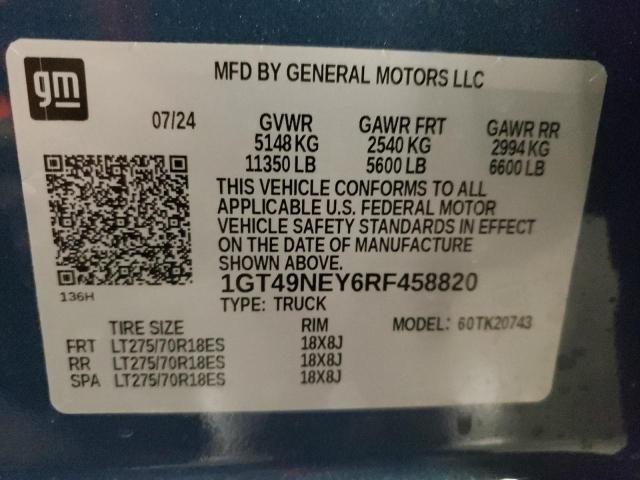 gm
MFD BY GENERAL MOTORS LLC
07/24 GVWR GAWR FRT GAWR RR
5148 KG 2540 KG 2994 KG
11350 LB 5600 LB 6600 LB
THIS VEHICLE CONFORMS TO ALL
APPLICABLE U.S. FEDERAL MOTOR
VEHICLE SAFETY STANDARDS IN EFFECT
ON THE DATE OF MANUFACTURE
SHOWN ABOVE.
136H
1GT49NEY6RF458820
TYPE: TRUCK
TIRE SIZE RIM MODEL: 60TK20743
FRT LT275/70R18ES 18X8J
RR LT275/70R18ES 18X8J
SPA LT275/70R18ES 18X8J